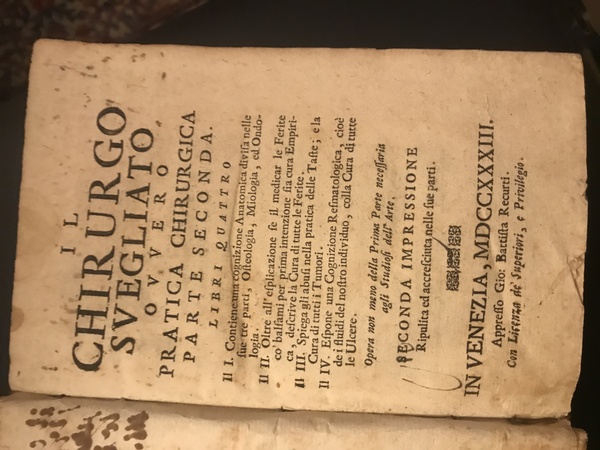 IL
CHIRURGO
SVEGLIATO
OVVERO
PRATICA CHIRURGICA
PARTE SECONDA.
LIBRI QUATTRO
Il I. Contiene una cognizione Anatomica divisa nelle
sue tre parti, Osteologia, Miologia, ed Ondo-
logia.
Il II. Oltre all'esplicazione se il medicar le Ferite
co' balsami per prima intenzione sia cura Empiri-
ca, descrive la Cura di tutte le Ferite.
Il III. Spiega gli abusi nella pratica delle Taste; e la
Cura di tutti i Tumori.
Il IV. Espone una Cognizione Resmatologica, cioè
de i fluidi del nostro individuo, colla Cura di tutte
le Ulcere.
Opera non meno della Prima Parte necessaria
agli Studiosi dell' Arte.
SECONDA IMPRESSIONE
Ripulita ed accresciuta nelle sue parti.
IN VENEZIA, MDCCXXXIII.
Appresso Gio: Battista Recurti.
Con Licenza de' Superiori, e Privilegio.